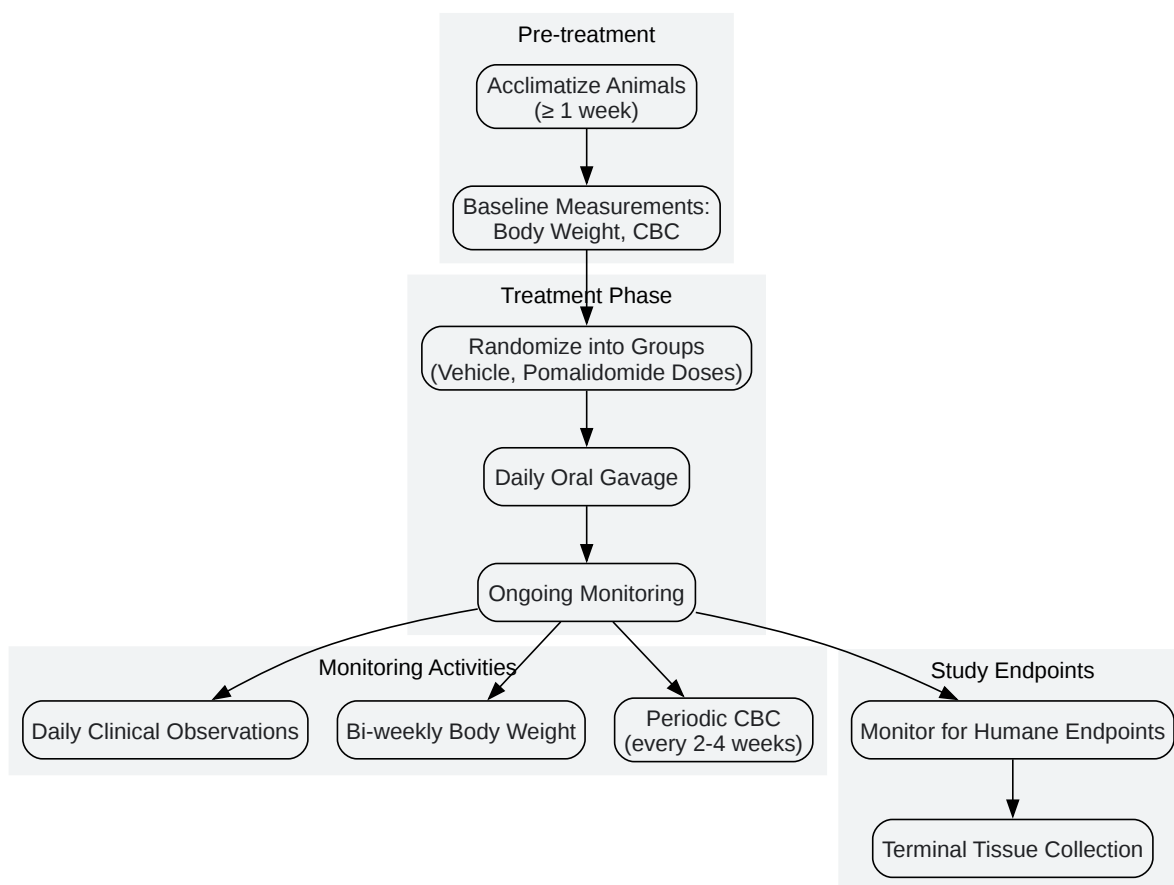 Pre-treatment
Acclimatize Animals
(≥ 1 week)
Baseline Measurements:
Body Weight, CBC
Treatment Phase
Randomize into Groups
(Vehicle, Pomalidomide Doses)
Daily Oral Gavage
Ongoing Monitoring
Monitoring Activities
Daily Clinical Observations
Bi-weekly Body Weight
Periodic CBC
(every 2-4 weeks)
Study Endpoints
Monitor for Humane Endpoints
Terminal Tissue Collection